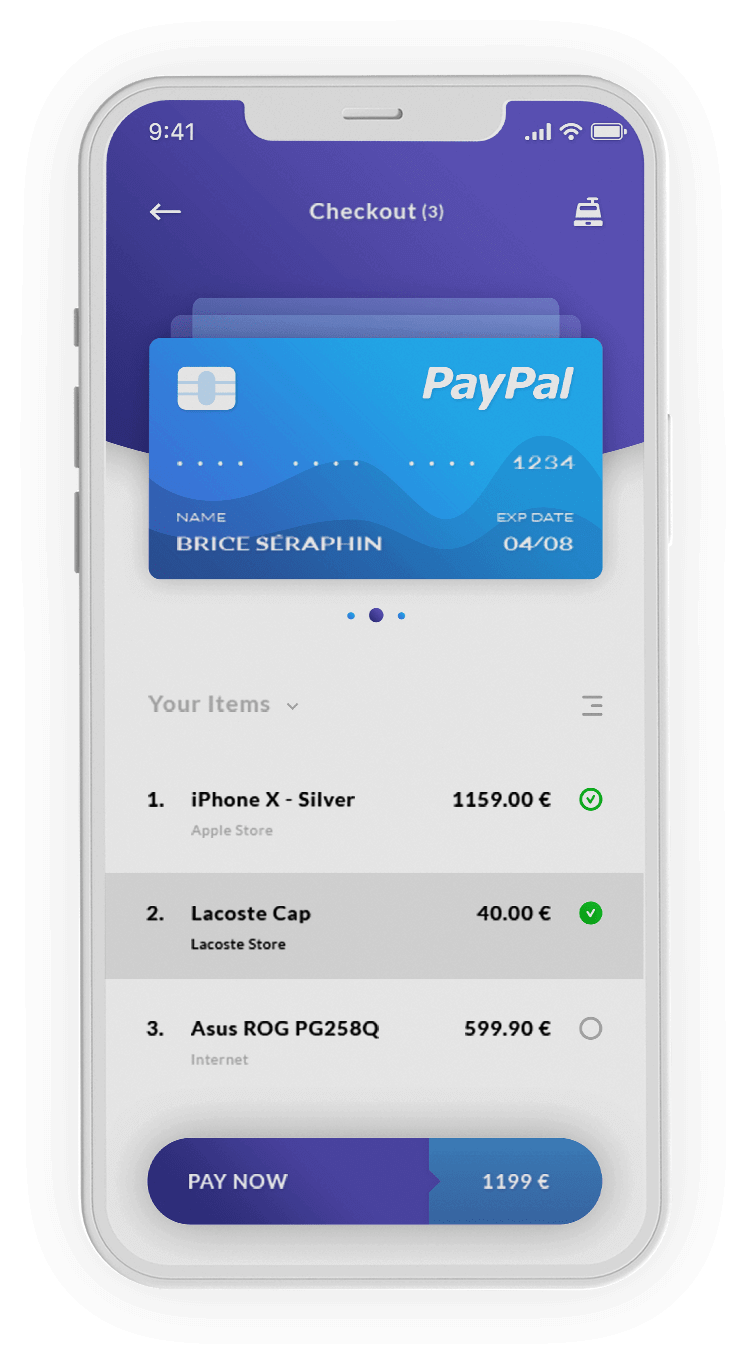 9:41
Checkout (3)
PayPal
•••• •••• •••• 1234
NAME EXP DATE
BRICE SÉRAPHIN 04/08
Your Items
1. iPhone X - Silver 1159.00 €
Apple Store
2. Lacoste Cap 40.00 €
Lacoste Store
3. Asus ROG PG258Q 599.90 €
Internet
PAY NOW 1199 €